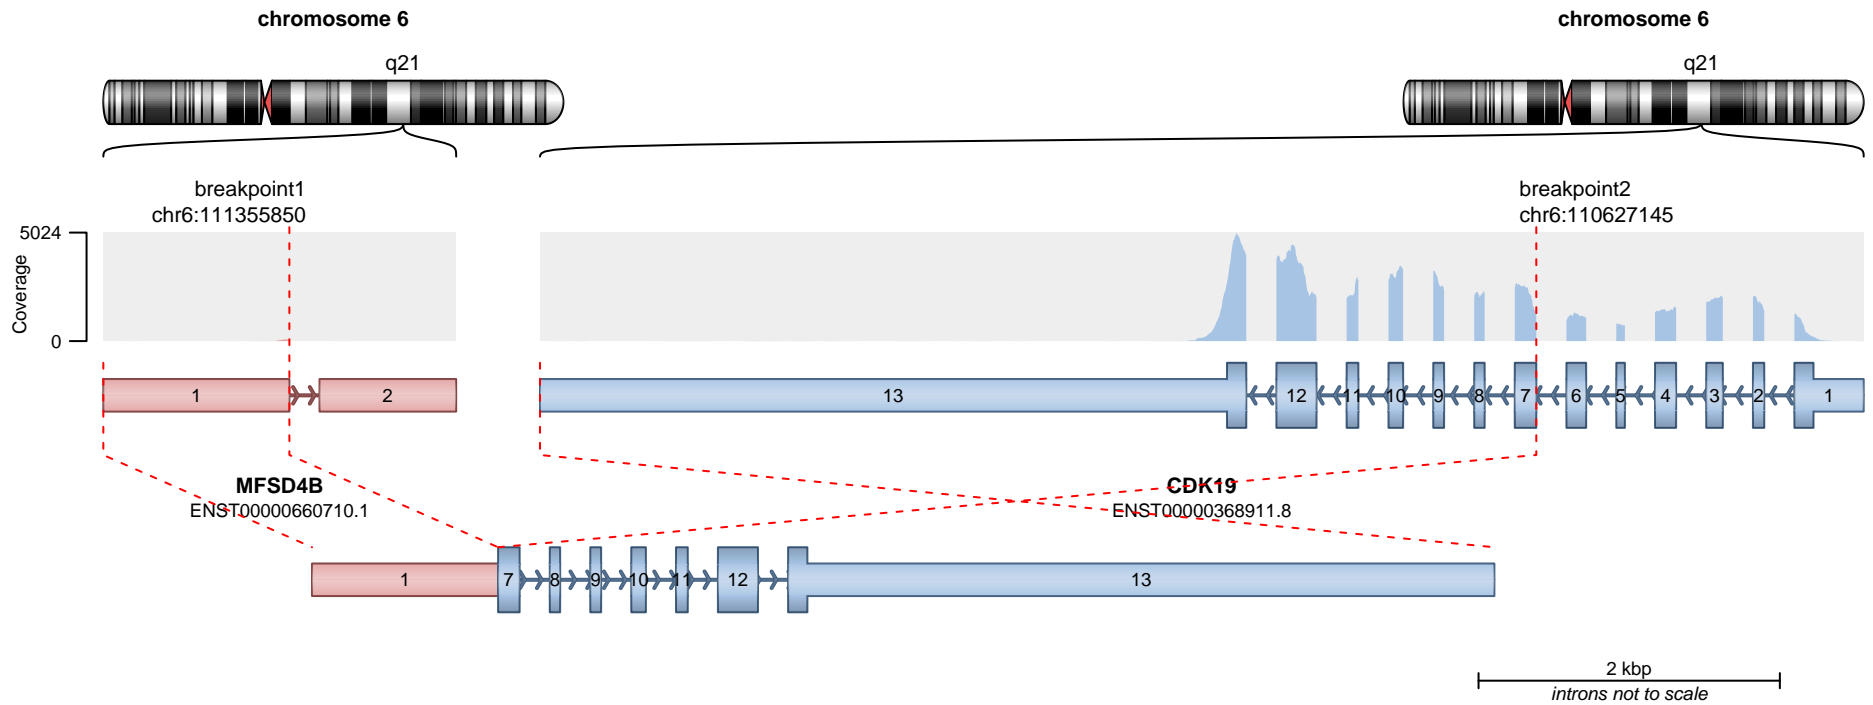 chromosome 6
chromosome 6
q21
q21
breakpoint1
chr6:111355850
breakpoint2
chr6:110627145
5024
Coverage
0
1 2
13 12 11 10 9 8 7 6 5 4 3 2 1
MFSD4B
ENST00000660710.1
CDK19
ENST00000368911.8
1 7 8 9 10 11 12 13
2 kbp
introns not to scale